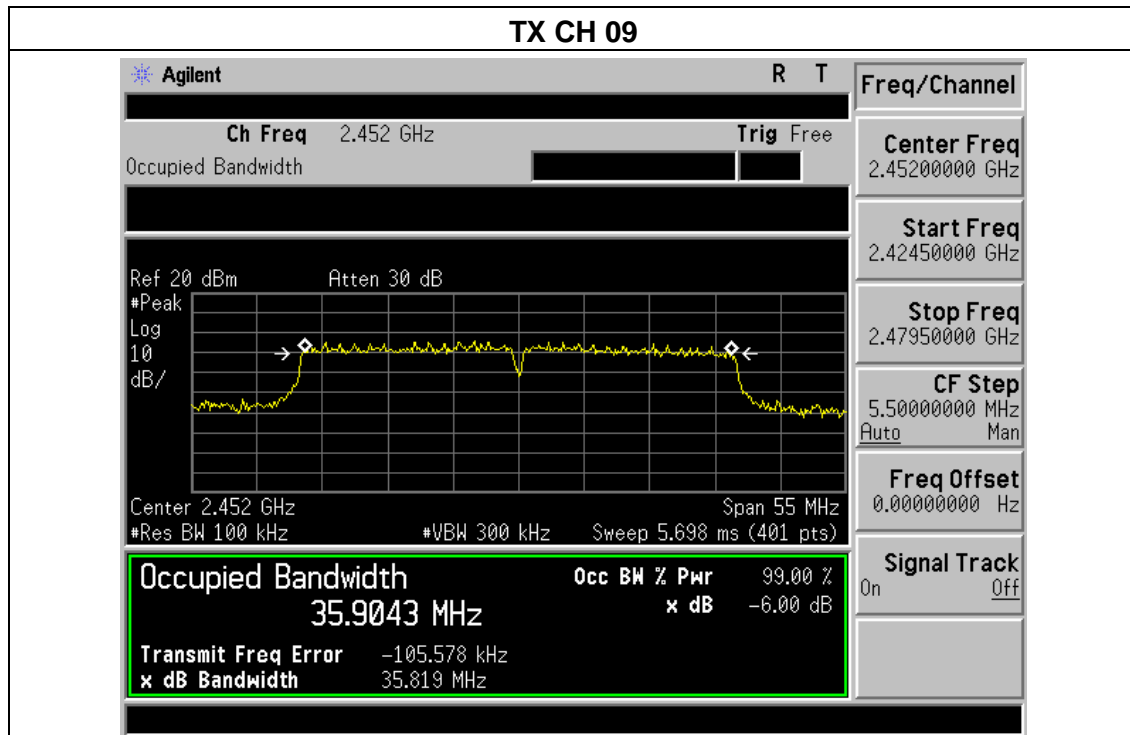 TX CH 09
Agilent R T
Ch Freq 2.452 GHz Trig Free
Occupied Bandwidth
Ref 20 dBm Atten 30 dB
#Peak
Log
10
dB/
Center 2.452 GHz Span 55 MHz
#Res BW 100 kHz #VBW 300 kHz Sweep 5.698 ms (401 pts)
Occupied Bandwidth Occ BW % Pwr 99.00 %
35.9043 MHz x dB -6.00 dB
Transmit Freq Error -105.578 kHz
x dB Bandwidth 35.819 MHz
Freq/Channel
Center Freq
2.45200000 GHz
Start Freq
2.42450000 GHz
Stop Freq
2.47950000 GHz
CF Step
5.50000000 MHz
Auto Man
Freq Offset
0.00000000 Hz
Signal Track
On Off